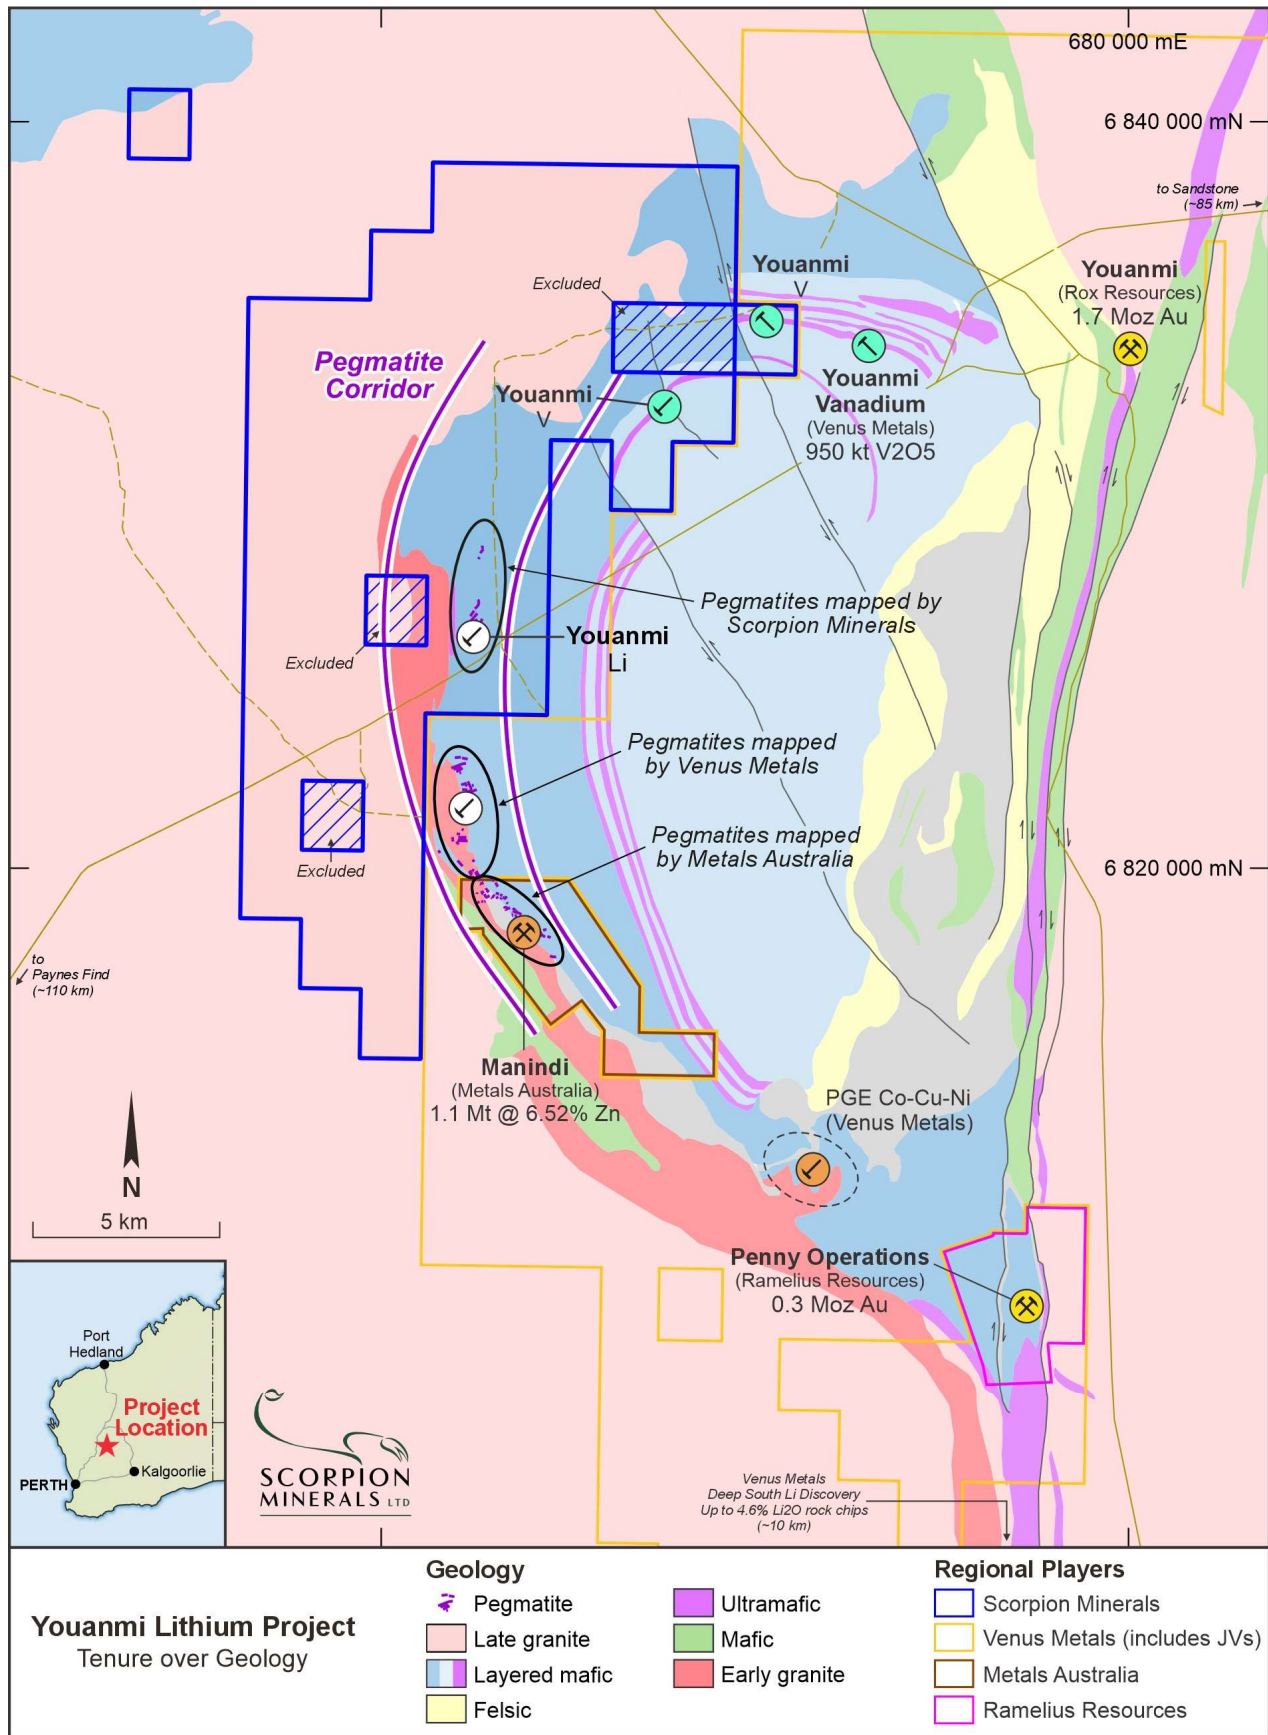 680 000 mE
6 840 000 mN
to Sandstone
(~85 km)
Youanmi
V
Youanmi
(Rox Resources)
1.7 Moz Au
Excluded
Pegmatite
Corridor
Youanmi
V
Youanmi
Vanadium
(Venus Metals)
950 kt V2O5
Pegmatites mapped by
Scorpion Minerals
Youanmi
Li
Excluded
Pegmatites mapped
by Venus Metals
Pegmatites mapped
by Metals Australia
Excluded
6 820 000 mN
to
Paynes Find
(~110 km)
Manindi
(Metals Australia)
1.1 Mt @ 6.52% Zn
PGE Co-Cu-Ni
(Venus Metals)
N
5 km
Penny Operations
(Ramelius Resources)
0.3 Moz Au
Port
Hedland
Project
Location
Kalgoorlie
PERTH
SCORPION
MINERALS LTD
Venus Metals
Deep South Li Discovery
Up to 4.6% Li2O rock chips
(~10 km)
Youanmi Lithium Project
Tenure over Geology
Geology
Pegmatite
Late granite
Layered mafic
Felsic
Ultramafic
Mafic
Early granite
Regional Players
Scorpion Minerals
Venus Metals (includes JVs)
Metals Australia
Ramelius Resources